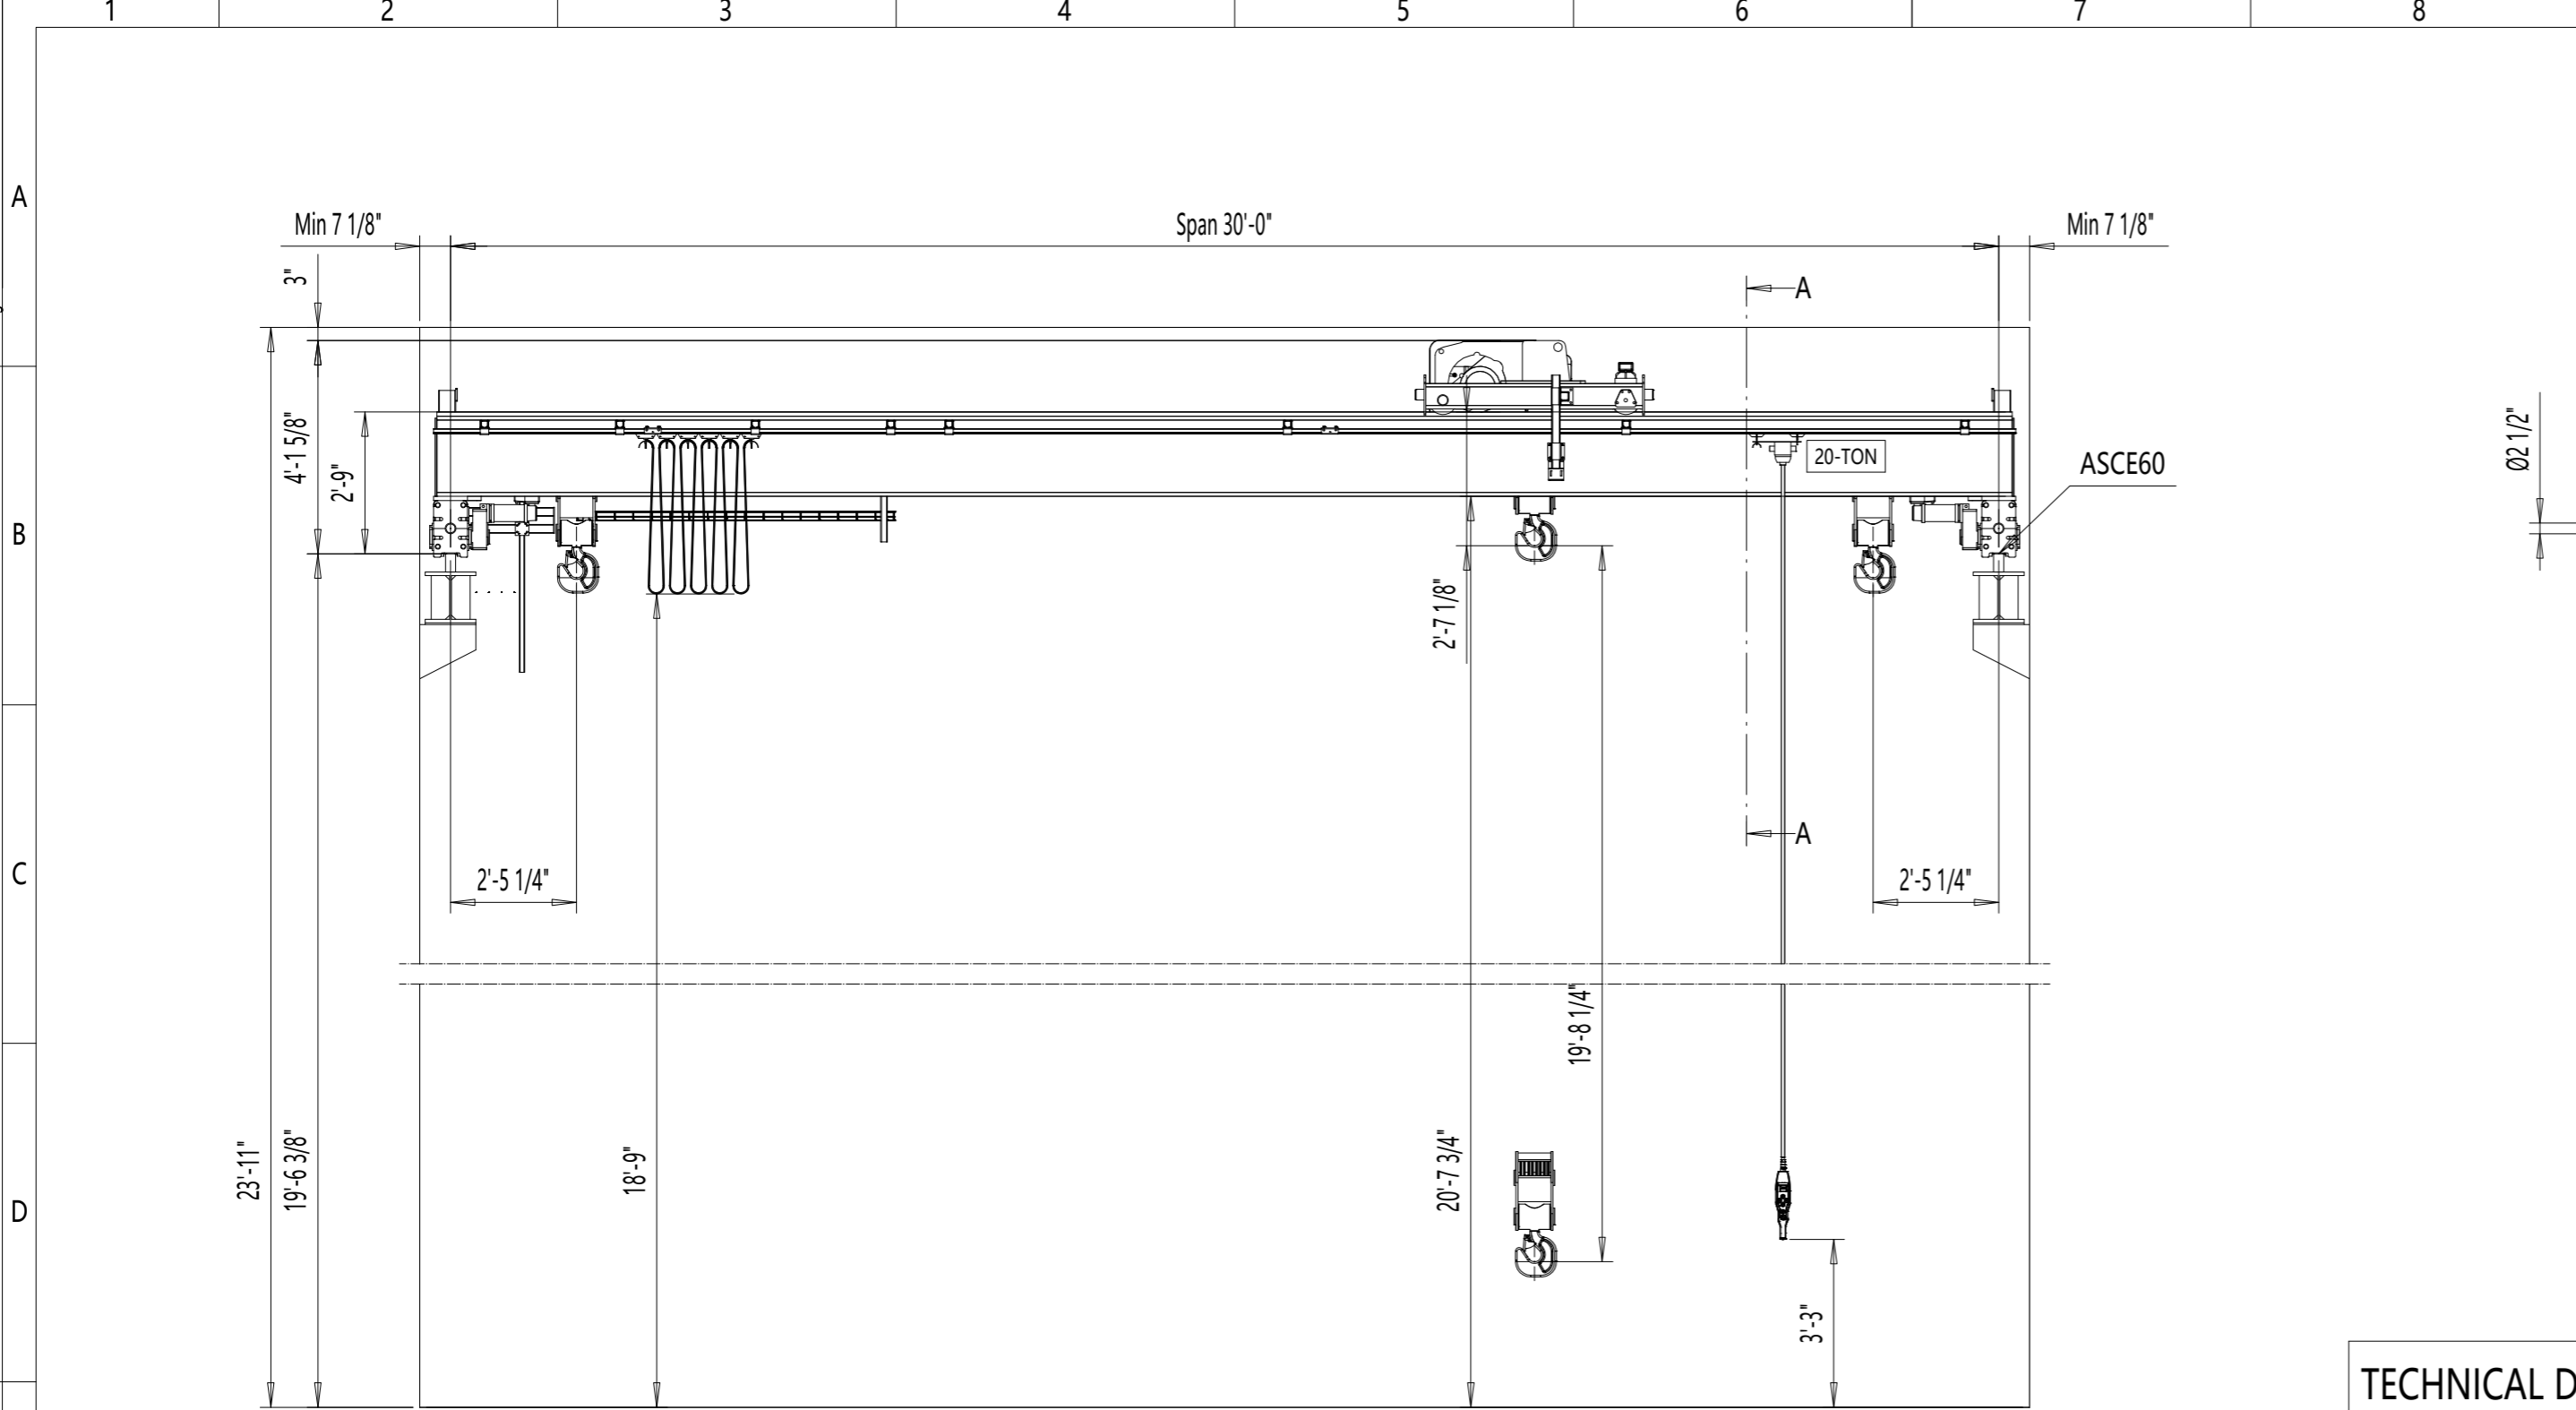 1 2 3 4 5 6 7 8
A
Min 7 1/8" Span 30'-0" Min 7 1/8"
3"
A
B
4'-1 5/8"
2'-9"
20-TON
ASCE60
Ø2 1/2"
2'-7 1/8"
A
C
2'-5 1/4" 2'-5 1/4"
19'-8 1/4"
D
23'-11"
19'-6 3/8"
18'-9"
20'-7 3/4"
3'-3"
TECHNICAL D